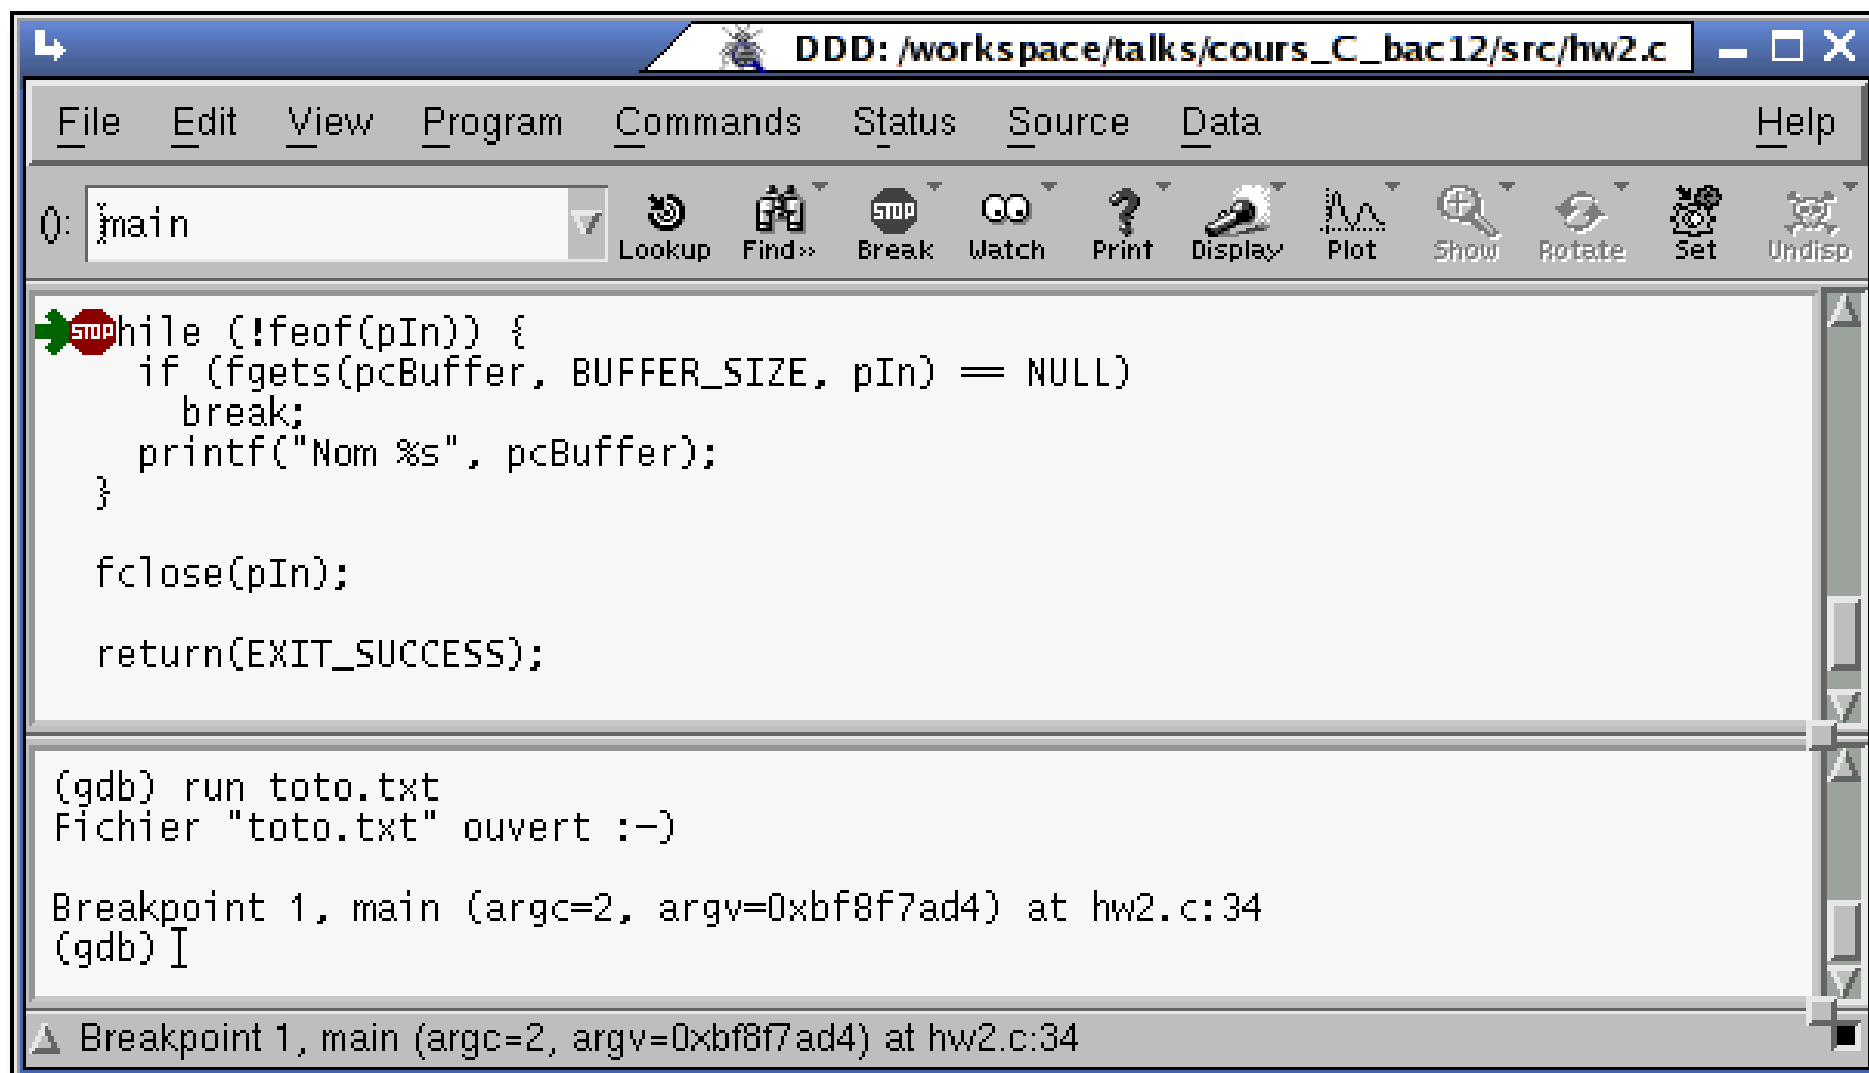 DDD: /workspace/talks/cours_C_bac12/src/hw2.c
File Edit View Program Commands Status Source Data Help
(): main Lookup Find» Break Watch Print Display Plot Show Rotate Set Undisp
STOP
STOP hile (!feof(pIn)) {
if (fgets(pcBuffer, BUFFER_SIZE, pIn) == NULL)
break;
printf("Nom %s", pcBuffer);
}
fclose(pIn);
return(EXIT_SUCCESS);
(gdb) run toto.txt
Fichier "toto.txt" ouvert :-)
Breakpoint 1, main (argc=2, argv=0xbf8f7ad4) at hw2.c:34
(gdb)
Breakpoint 1, main (argc=2, argv=0xbf8f7ad4) at hw2.c:34